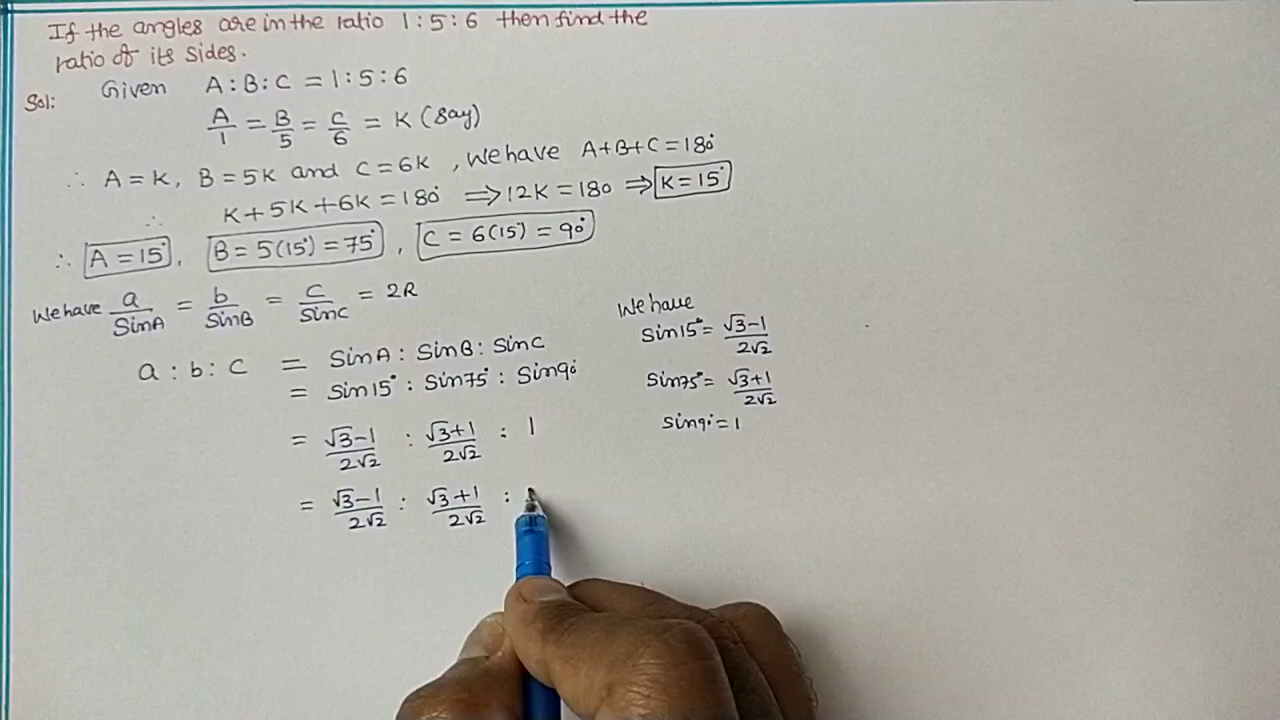 If the angles are in the ratio 1 : 5 : 6 then find the
ratio of its sides.
Sol: Given A : B : C = 1 : 5 : 6
A/1 = B/5 = C/6 = K (Say)
∴ A = K, B = 5K and C = 6K , We have A+B+C = 180°
∴ K + 5K + 6K = 180° ⟹ 12K = 180 ⟹ K = 15°
∴ A = 15° , B = 5(15°) = 75° , C = 6(15°) = 90°
We have a/SinA = b/SinB = c/SinC = 2R
a : b : c = SinA : SinB : SinC
= Sin15° : Sin75° : Sin90°
= √3-1/2√2 : √3+1/2√2 : 1
= √3-1/2√2 : √3+1/2√2 :
We have
Sin15° = √3-1/2√2
Sin75° = √3+1/2√2
Sin90° = 1